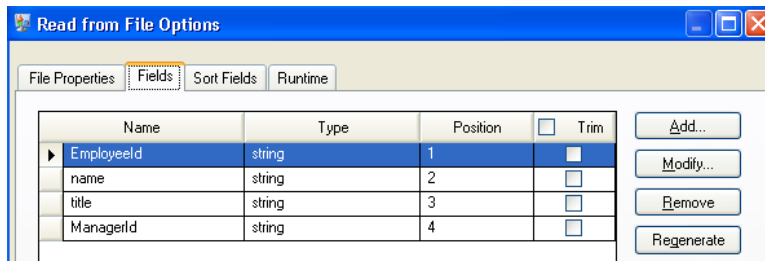 Read from File Options
File Properties Fields Sort Fields Runtime
Name Type Position Trim
EmployeeId string 1
name string 2
title string 3
ManagerId string 4
Add...
Modify...
Remove
Regenerate